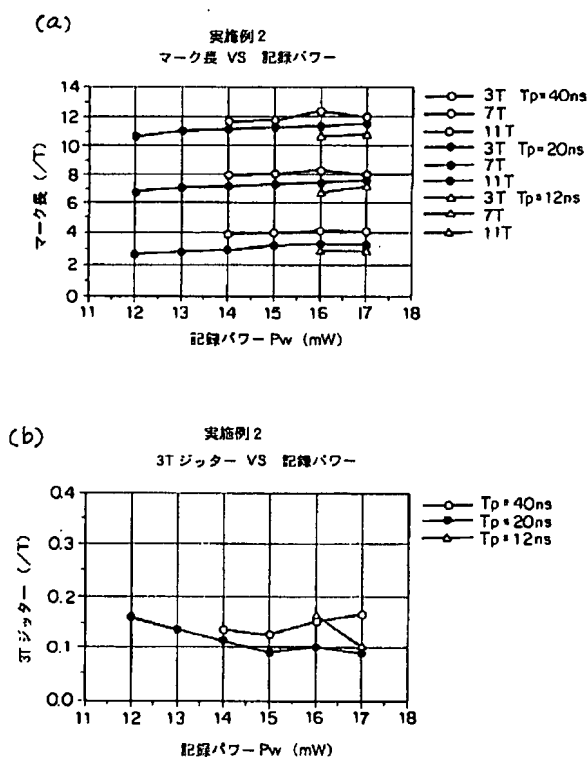 (a)
実施例2
マーク長 VS 記録パワー
マーク長 (/T)
14
12
10
8
6
4
2
0
11 12 13 14 15 16 17 18
記録パワー Pw (mW)
3T Tp=40ns
7T
11T
3T Tp=20ns
7T
11T
3T Tp=12ns
7T
11T
(b)
実施例2
3Tジッター VS 記録パワー
3Tジッター (/T)
0.4
0.3
0.2
0.1
0.0
11 12 13 14 15 16 17 18
記録パワー Pw (mW)
Tp=40ns
Tp=20ns
Tp=12ns